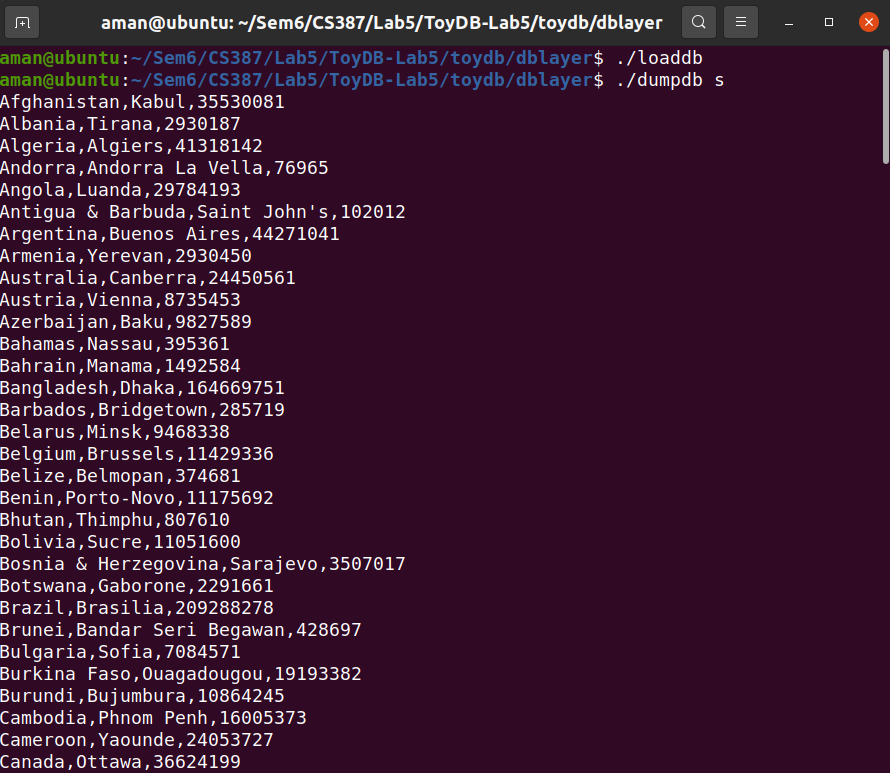 aman@ubuntu: ~/Sem6/CS387/Lab5/ToyDB-Lab5/toydb/dblayer
aman@ubuntu:~/Sem6/CS387/Lab5/ToyDB-Lab5/toydb/dblayer$ ./loaddb
aman@ubuntu:~/Sem6/CS387/Lab5/ToyDB-Lab5/toydb/dblayer$ ./dumpdb s
Afghanistan,Kabul,35530081
Albania,Tirana,2930187
Algeria,Algiers,41318142
Andorra,Andorra La Vella,76965
Angola,Luanda,29784193
Antigua & Barbuda,Saint John's,102012
Argentina,Buenos Aires,44271041
Armenia,Yerevan,2930450
Australia,Canberra,24450561
Austria,Vienna,8735453
Azerbaijan,Baku,9827589
Bahamas,Nassau,395361
Bahrain,Manama,1492584
Bangladesh,Dhaka,164669751
Barbados,Bridgetown,285719
Belarus,Minsk,9468338
Belgium,Brussels,11429336
Belize,Belmopan,374681
Benin,Porto-Novo,11175692
Bhutan,Thimphu,807610
Bolivia,Sucre,11051600
Bosnia & Herzegovina,Sarajevo,3507017
Botswana,Gaborone,2291661
Brazil,Brasilia,209288278
Brunei,Bandar Seri Begawan,428697
Bulgaria,Sofia,7084571
Burkina Faso,Ouagadougou,19193382
Burundi,Bujumbura,10864245
Cambodia,Phnom Penh,16005373
Cameroon,Yaounde,24053727
Canada,Ottawa,36624199